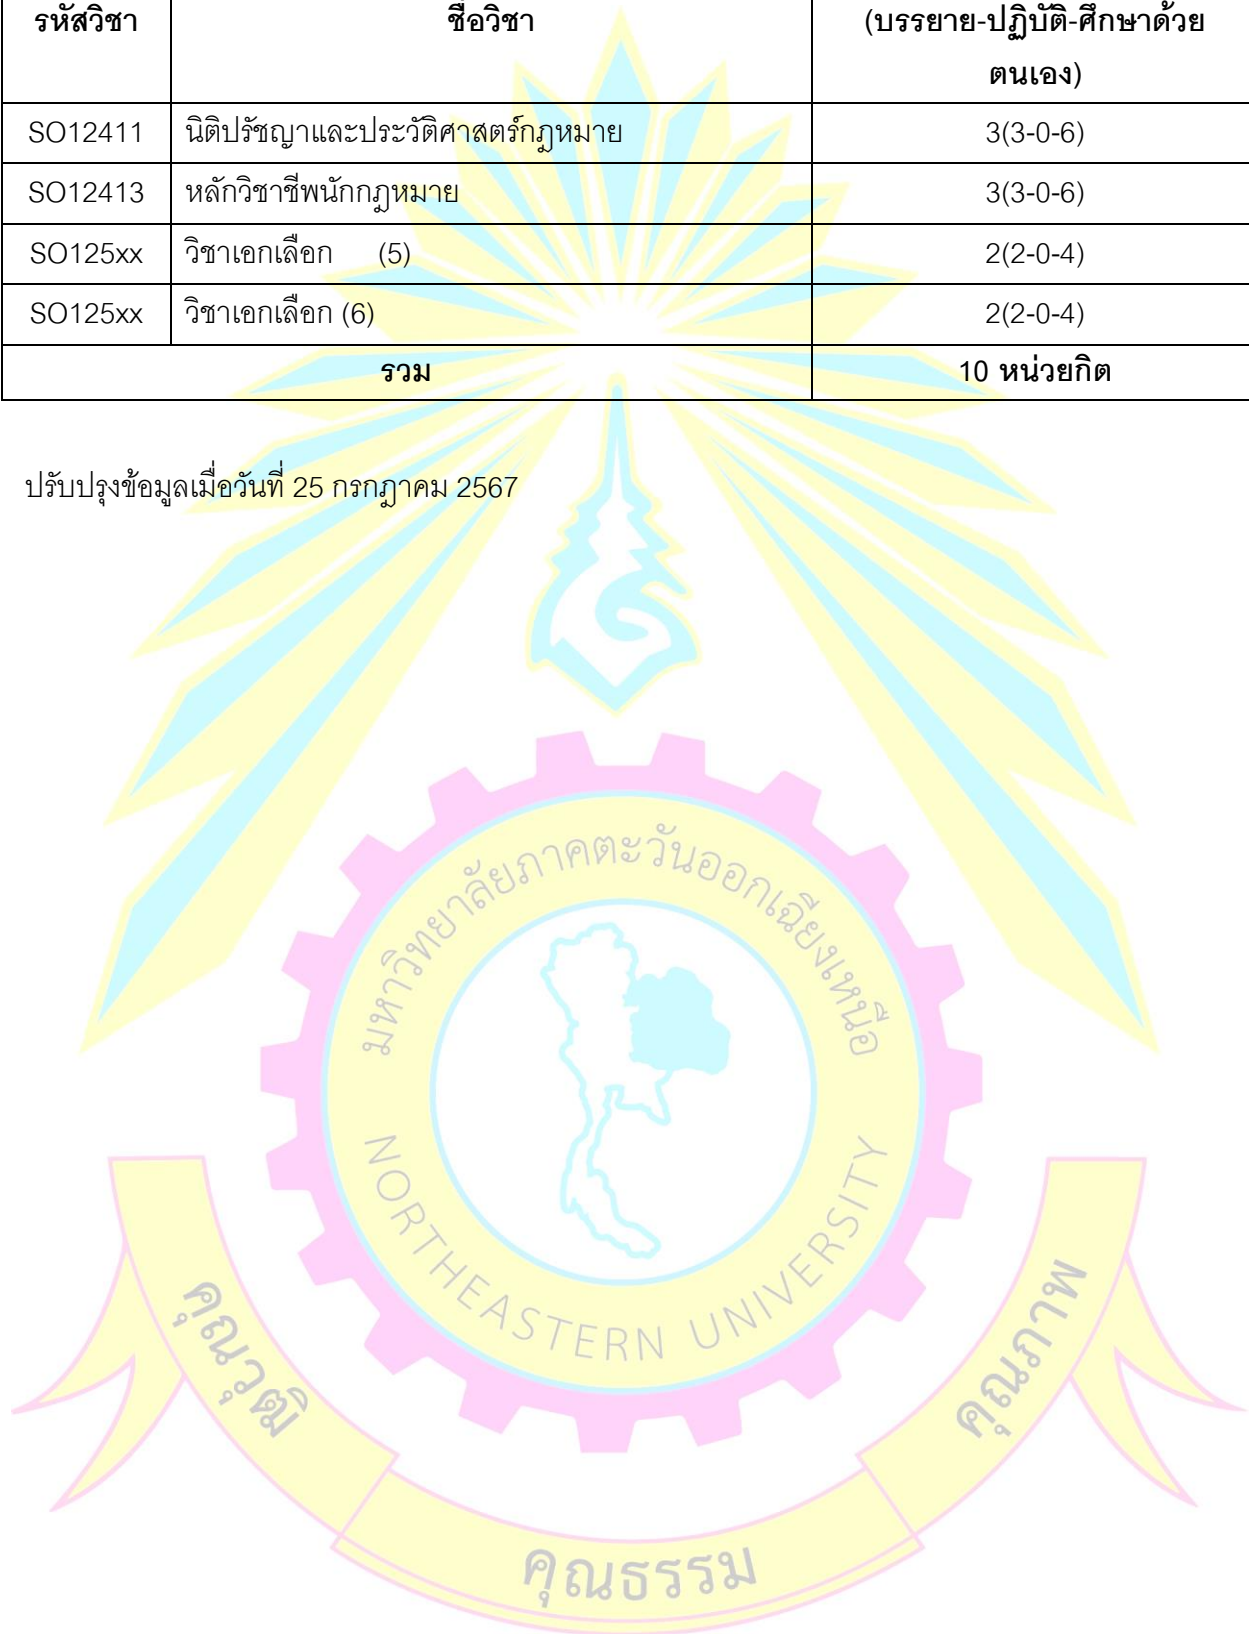 รหัสวิชา ชื่อวิชา (บรรยาย-ปฏิบัติ-ศึกษาด้วย
ตนเอง)
SO12411 นิติปรัชญาและประวัติศาสตร์กฎหมาย 3(3-0-6)
SO12413 หลักวิชาชีพนักกฎหมาย 3(3-0-6)
SO125xx วิชาเอกเลือก (5) 2(2-0-4)
SO125xx วิชาเอกเลือก (6) 2(2-0-4)
รวม 10 หน่วยกิต
ปรับปรุงข้อมูลเมื่อวันที่ 25 กรกฎาคม 2567
มหาวิทยาลัยภาคตะวันออกเฉียงเหนือ
NORTHEASTERN UNIVERSITY
คุณวุฒิ
คุณธรรม
คุณภาพ